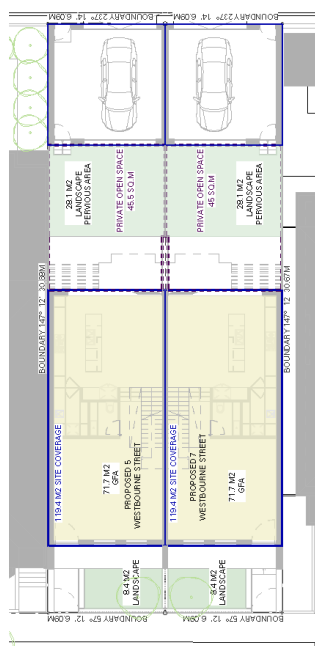 BOUNDARY 237° 14' 6.09M
BOUNDARY 237° 14' 6.09M
28.1 M2
LANDSCAPE
PERVIOUS AREA
PRIVATE OPEN SPACE
45.5 SQ.M
PRIVATE OPEN SPACE
45 SQ.M
28.1 M2
LANDSCAPE
PERVIOUS AREA
BOUNDARY 147° 12'
BOUNDARY 147° 12' 30.67M
119.4 M2 SITE COVERAGE
71.7 M2
GFA
PROPOSED 5
WESTBOURNE STREET
119.4 M2 SITE COVERAGE
PROPOSED 7
WESTBOURNE STREET
71.7 M2
GFA
8.4 M2
LANDSCAPE
8.4 M2
LANDSCAPE
BOUNDARY 57° 12' 6.09M
BOUNDARY 57° 12' 6.09M